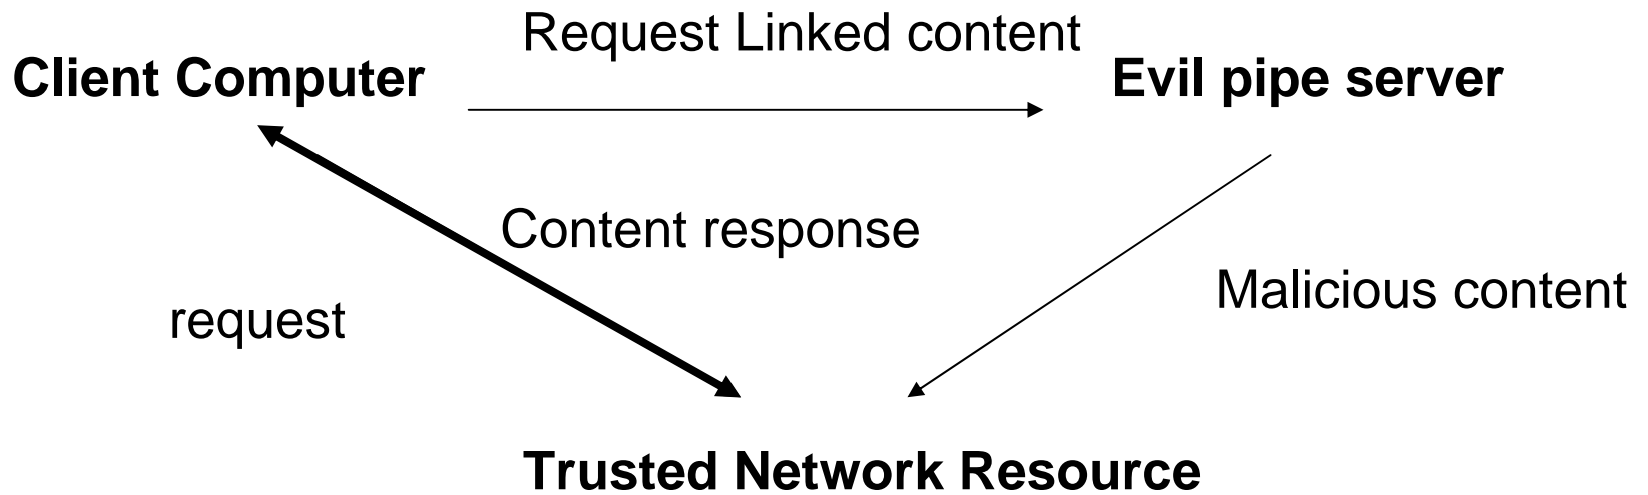 Request Linked content
Client Computer
Evil pipe server
Content response
Malicious content
request
Trusted Network Resource